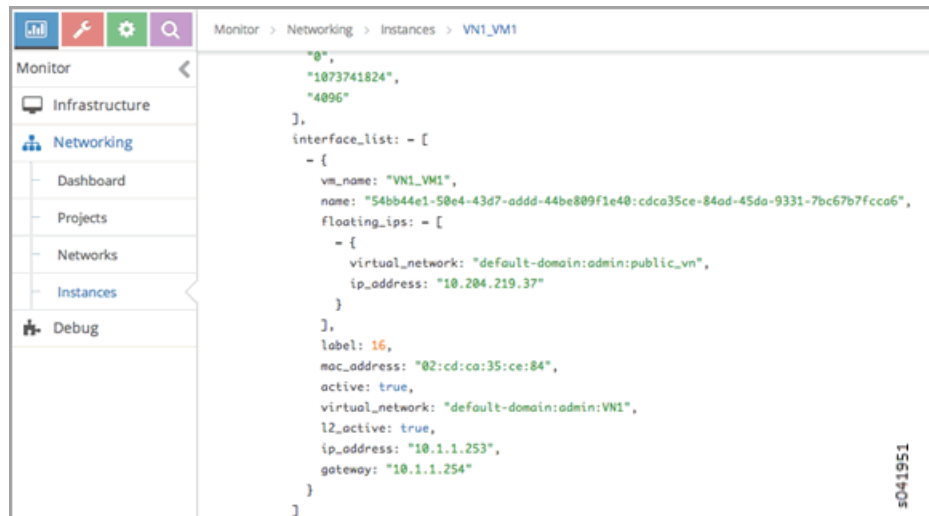 Monitor > Networking > Instances > VN1_VM1
Monitor
Infrastructure
Networking
Dashboard
Projects
Networks
Instances
Debug
"0",
"1073741824",
"4096"
],
interface_list: - [
- {
vm_name: "VN1_VM1",
name: "54bb44e1-50e4-43d7-addd-44be809f1e40:cdca35ce-84ad-45da-9331-7bc67b7fcca6",
floating_ips: - [
- {
virtual_network: "default-domain:admin:public_vn",
ip_address: "10.204.219.37"
}
],
label: 16,
mac_address: "02:cd:ca:35:ce:84",
active: true,
virtual_network: "default-domain:admin:VN1",
l2_active: true,
ip_address: "10.1.1.253",
gateway: "10.1.1.254"
}
]
s041951